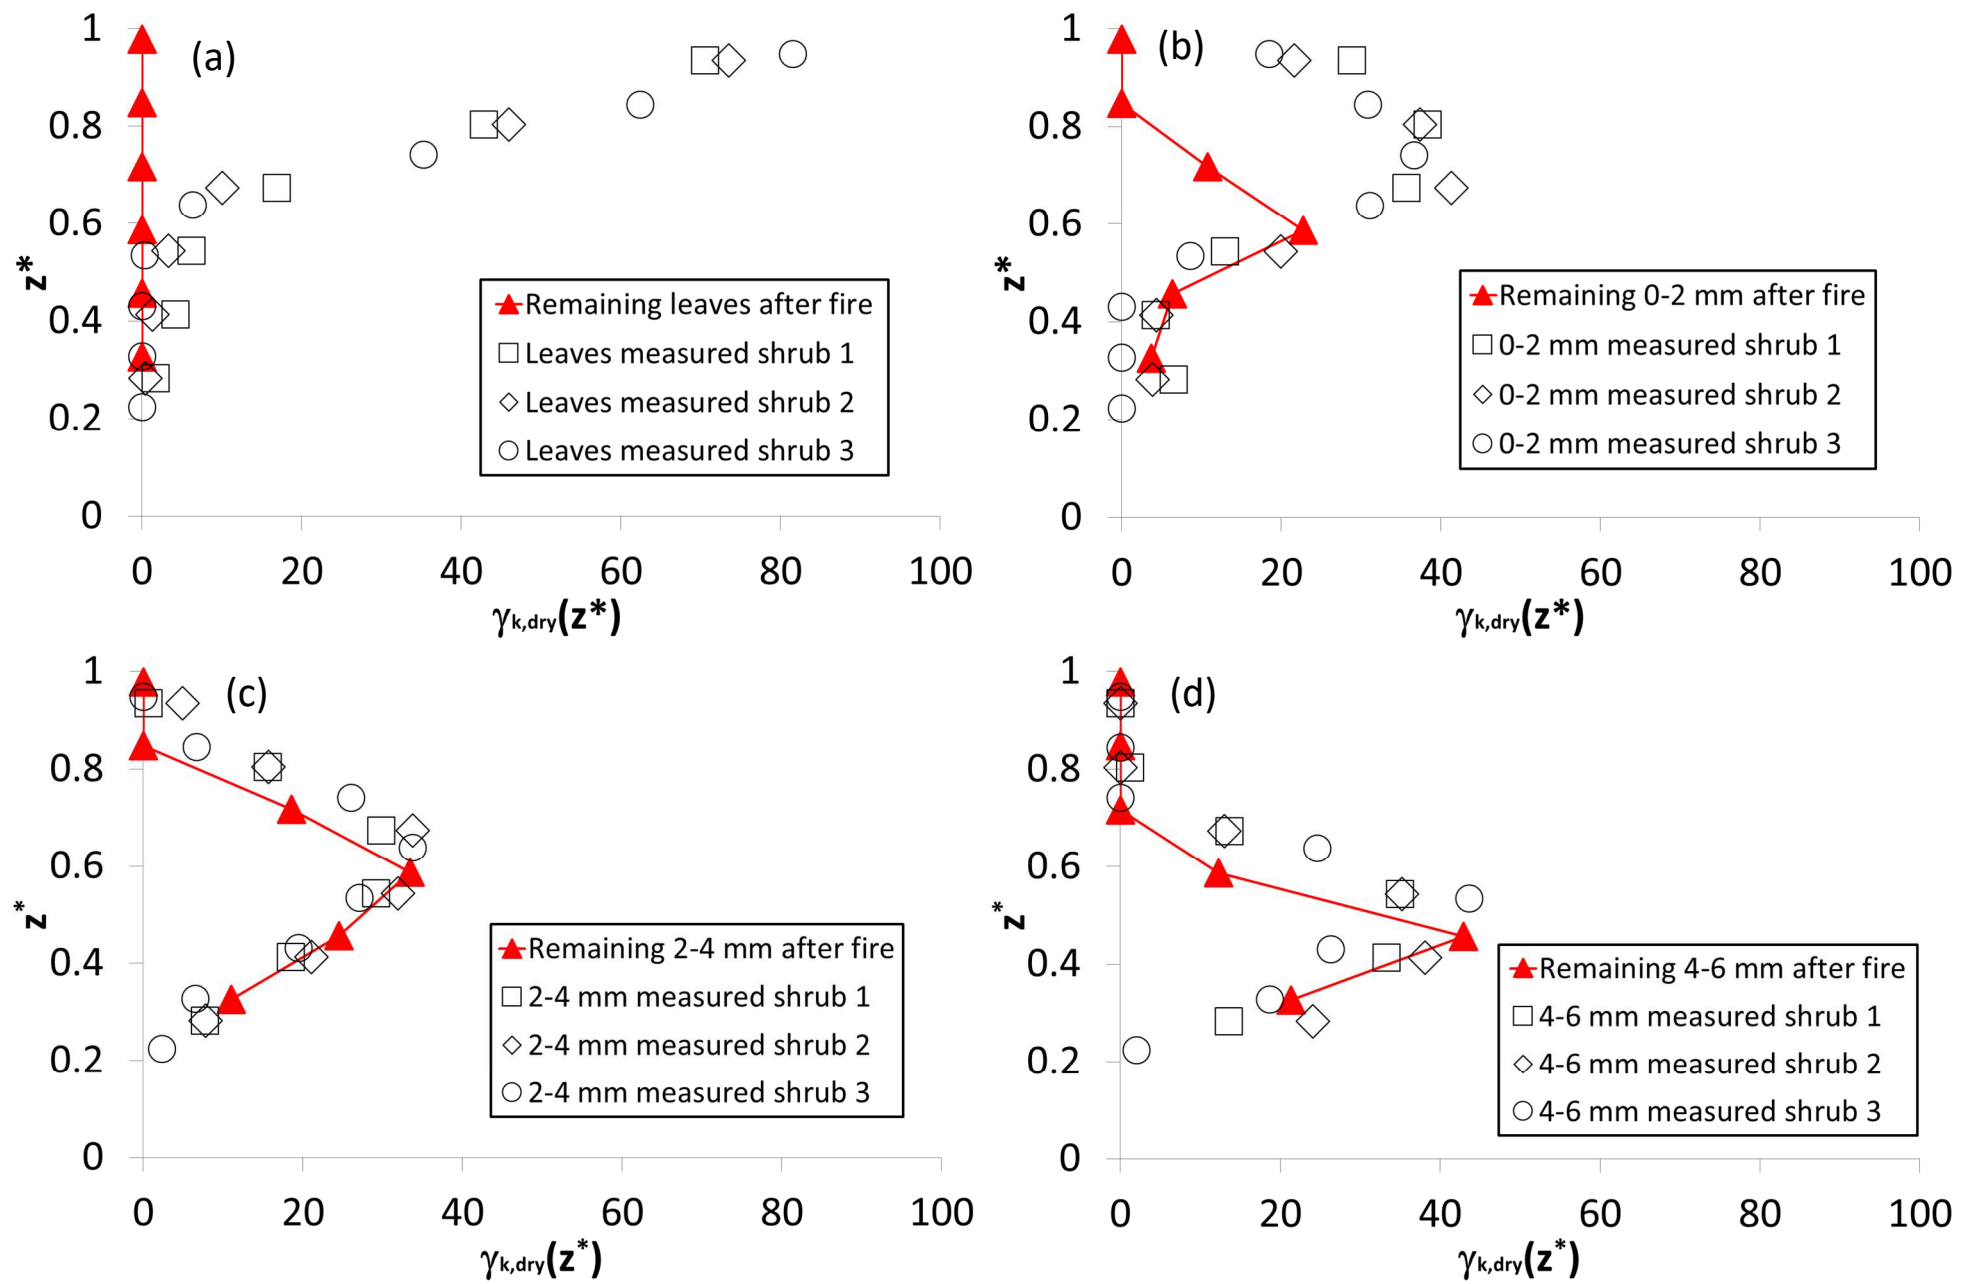 (a)
1
0.8
0.6
0.4
0.2
0
z*
Remaining leaves after fire
Leaves measured shrub 1
Leaves measured shrub 2
Leaves measured shrub 3
0 20 40 60 80 100
γk,dry(z*)
(b)
1
0.8
0.6
0.4
0.2
0
z*
Remaining 0-2 mm after fire
0-2 mm measured shrub 1
0-2 mm measured shrub 2
0-2 mm measured shrub 3
0 20 40 60 80 100
γk,dry(z*)
(c)
1
0.8
0.6
0.4
0.2
0
z*
Remaining 2-4 mm after fire
2-4 mm measured shrub 1
2-4 mm measured shrub 2
2-4 mm measured shrub 3
0 20 40 60 80 100
γk,dry(z*)
(d)
1
0.8
0.6
0.4
0.2
0
z*
Remaining 4-6 mm after fire
4-6 mm measured shrub 1
4-6 mm measured shrub 2
4-6 mm measured shrub 3
0 20 40 60 80 100
γk,dry(z*)